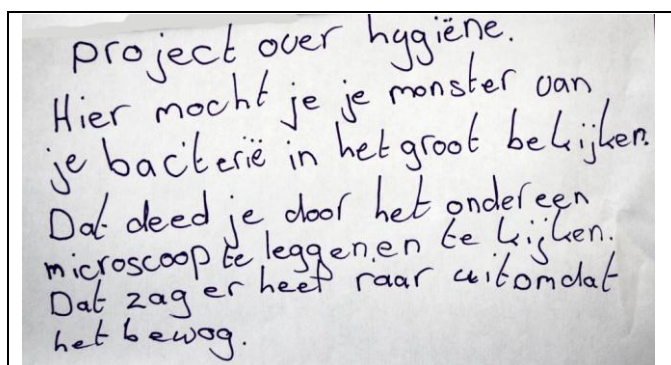 project over hygiëne.
Hier mocht je je monster van
je bacterië in het groot bekijken.
Dat deed je door het onder een
microscoop te leggen en te kijken.
Dat zag er heel raar uit omdat
het bewog.